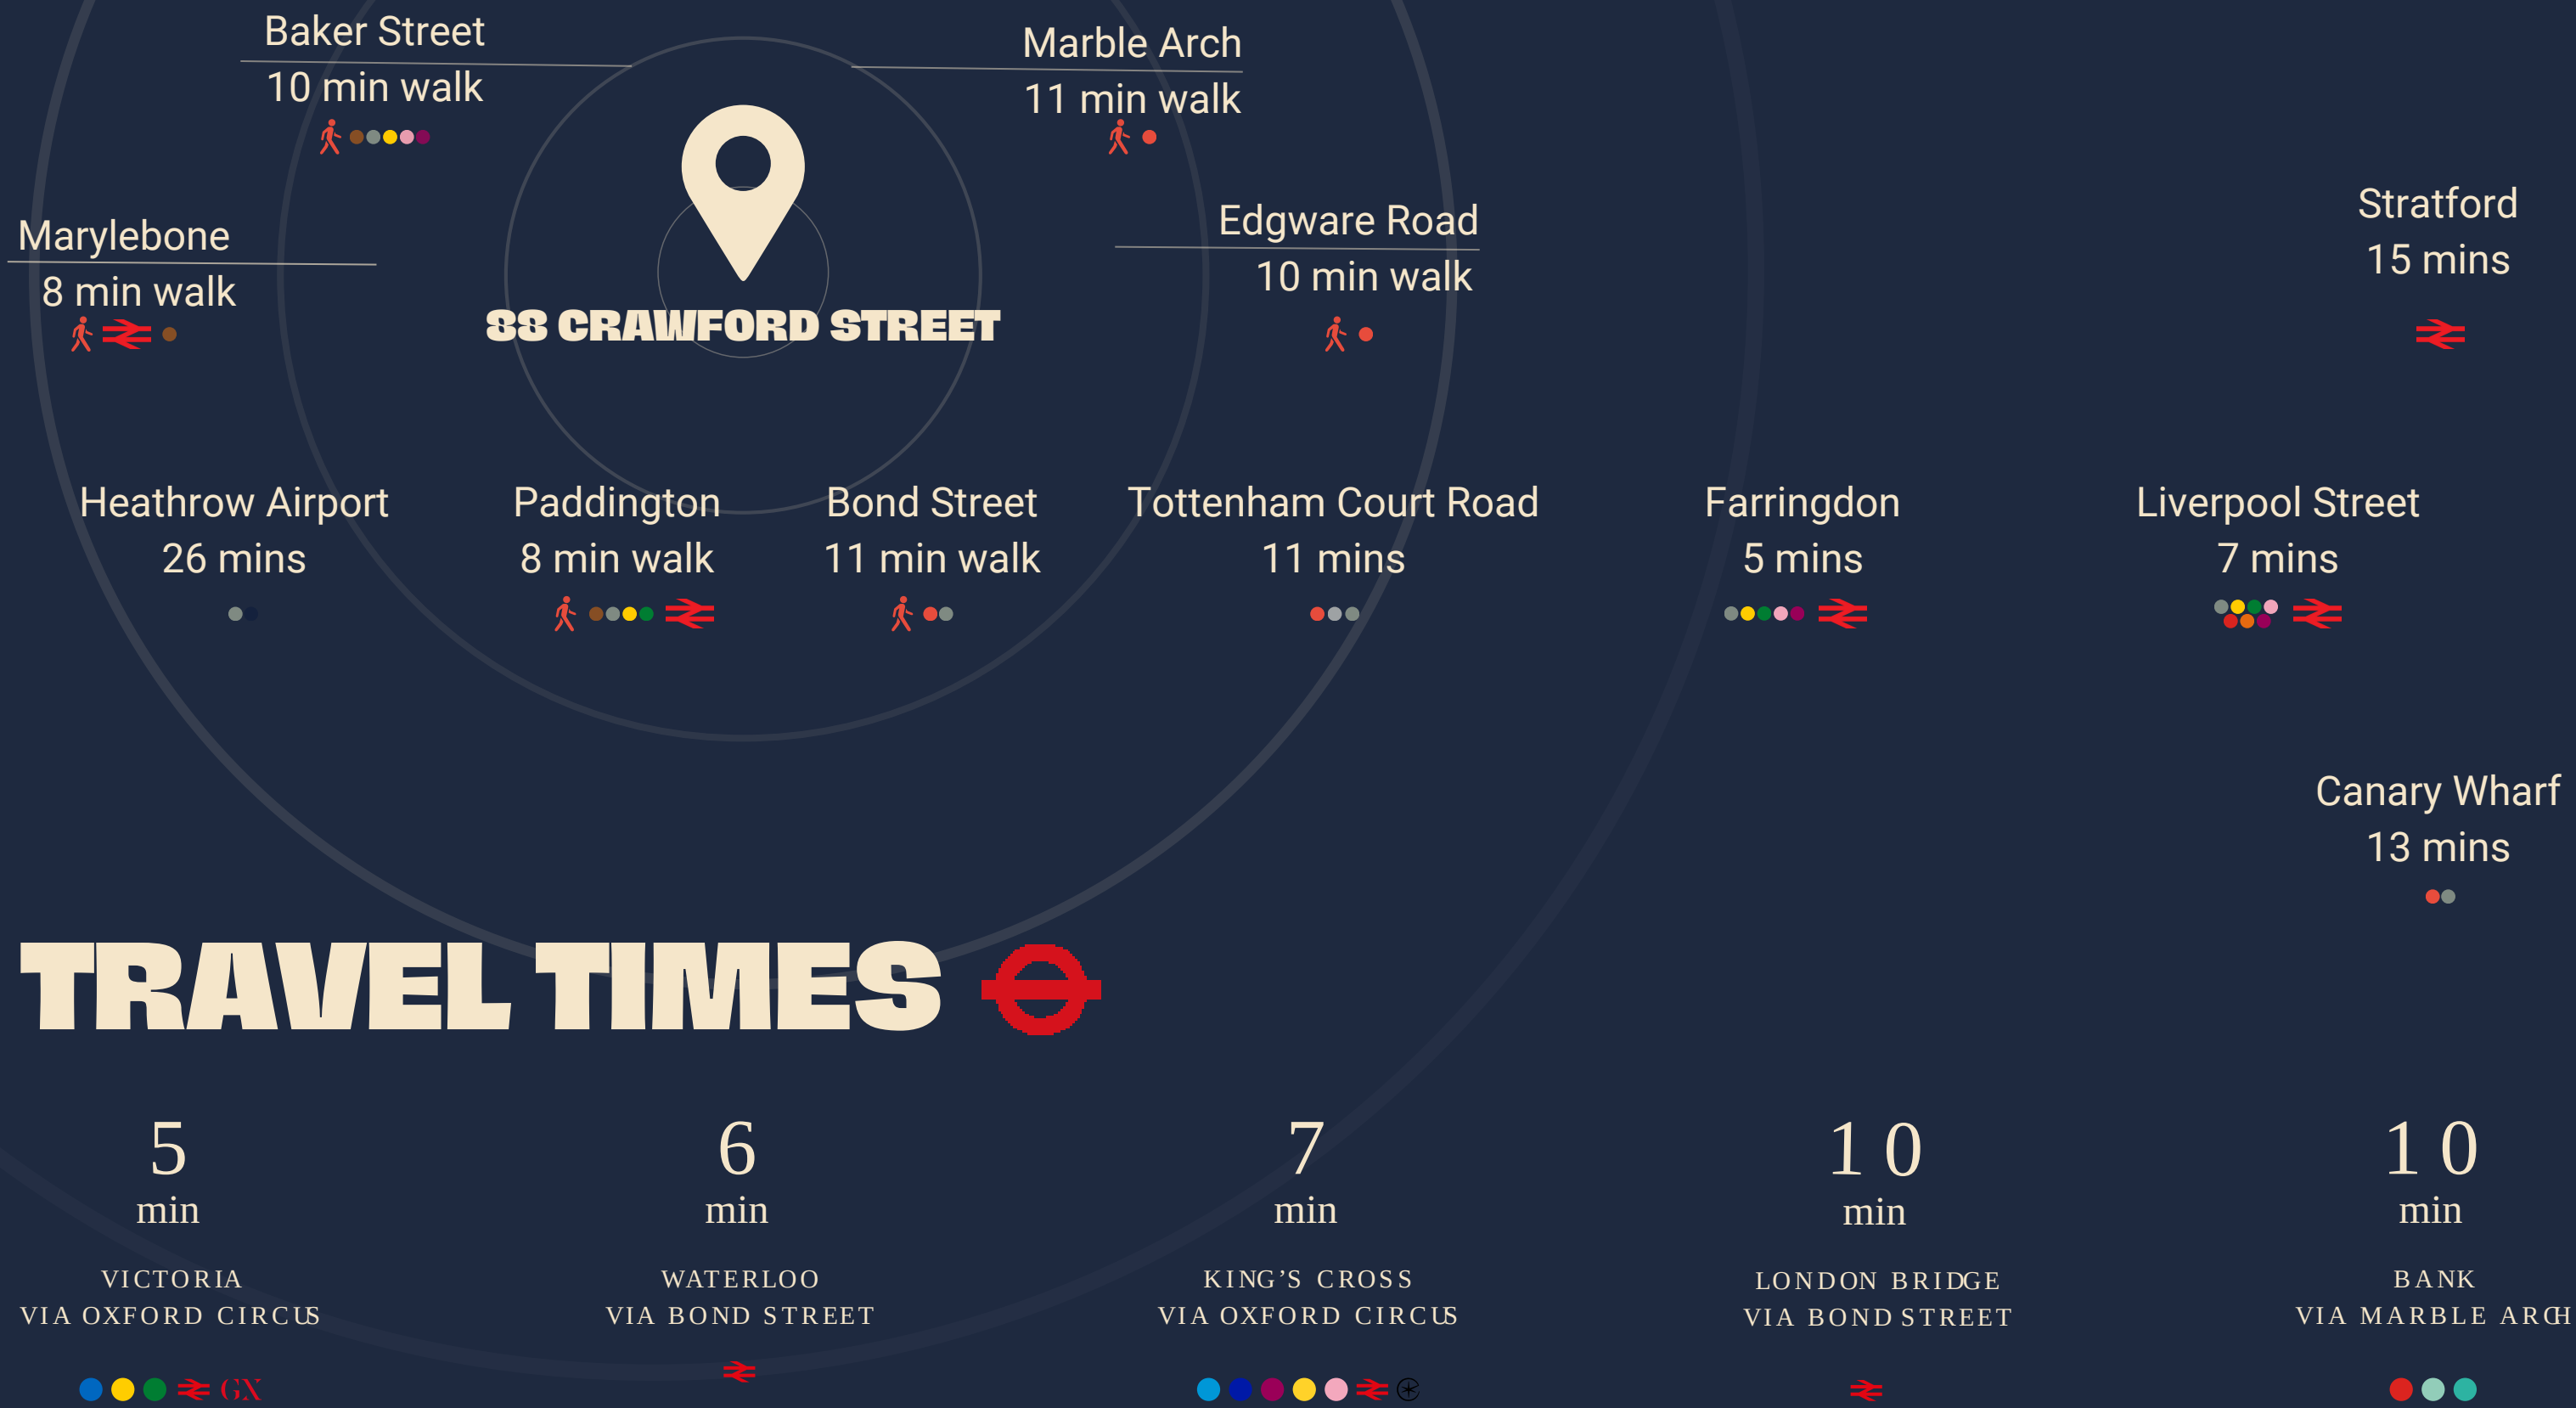 Baker Street
10 min walk
Marble Arch
11 min walk
Marylebone
8 min walk
Edgware Road
10 min walk
Stratford
15 mins
88 CRAWFORD STREET
Heathrow Airport
26 mins
Paddington
8 min walk
Bond Street
11 min walk
Tottenham Court Road
11 mins
Farringdon
5 mins
Liverpool Street
7 mins
Canary Wharf
13 mins
TRAVEL TIMES
5
min
VICTORIA
VIA OXFORD CIRCUS
GX
6
min
WATERLOO
VIA BOND STREET
7
min
KING’S CROSS
VIA OXFORD CIRCUS
10
min
LONDON BRIDGE
VIA BOND STREET
10
min
BANK
VIA MARBLE ARCH